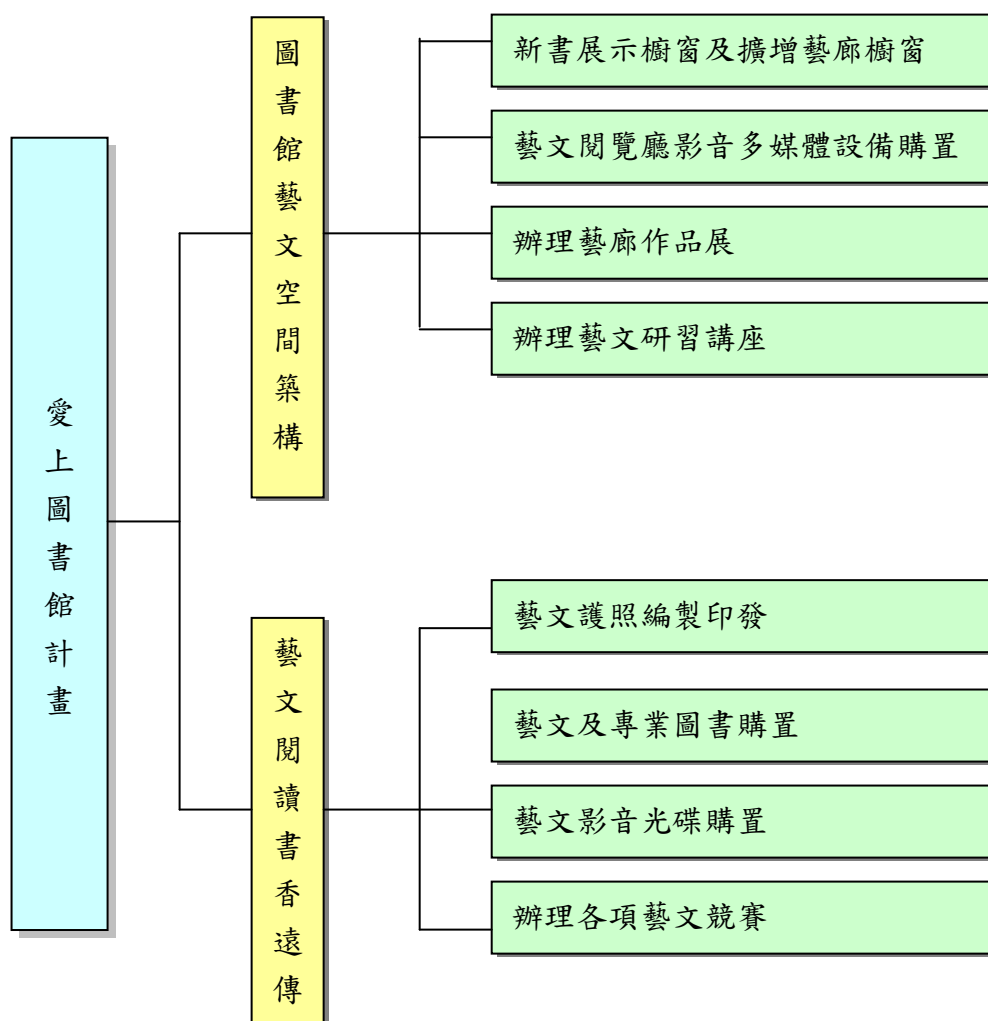 愛上圖書館計畫
圖書館藝文空間築構
新書展示櫥窗及擴增藝廊櫥窗
藝文閱覽廳影音多媒體設備購置
辦理藝廊作品展
辦理藝文研習講座
藝文閱讀書香遠傳
藝文護照編製印發
藝文及專業圖書購置
藝文影音光碟購置
辦理各項藝文競賽